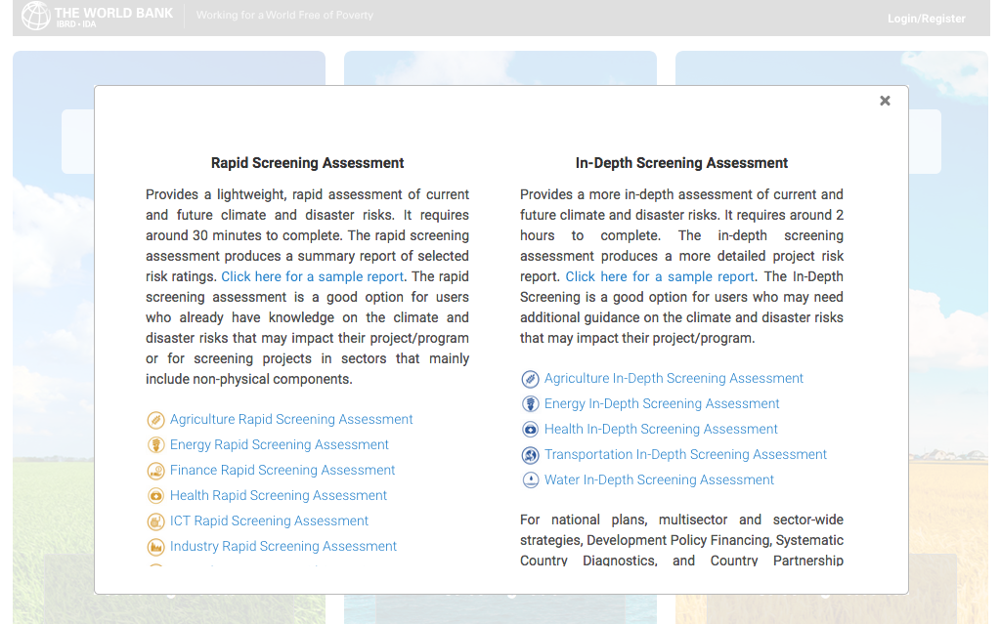 THE WORLD BANK
IBRD • IDA
Working for a World Free of Poverty
Login/Register
×
Rapid Screening Assessment
Provides a lightweight, rapid assessment of current
and future climate and disaster risks. It requires
around 30 minutes to complete. The rapid screening
assessment produces a summary report of selected
risk ratings. Click here for a sample report. The rapid
screening assessment is a good option for users
who already have knowledge on the climate and
disaster risks that may impact their project/program
or for screening projects in sectors that mainly
include non-physical components.
Agriculture Rapid Screening Assessment
Energy Rapid Screening Assessment
Finance Rapid Screening Assessment
Health Rapid Screening Assessment
ICT Rapid Screening Assessment
Industry Rapid Screening Assessment
In-Depth Screening Assessment
Provides a more in-depth assessment of current and
future climate and disaster risks. It requires around 2
hours to complete. The in-depth screening
assessment produces a more detailed project risk
report. Click here for a sample report. The In-Depth
Screening is a good option for users who may need
additional guidance on the climate and disaster risks
that may impact their project/program.
Agriculture In-Depth Screening Assessment
Energy In-Depth Screening Assessment
Health In-Depth Screening Assessment
Transportation In-Depth Screening Assessment
Water In-Depth Screening Assessment
For national plans, multisector and sector-wide
strategies, Development Policy Financing, Systematic
Country Diagnostics, and Country Partnership